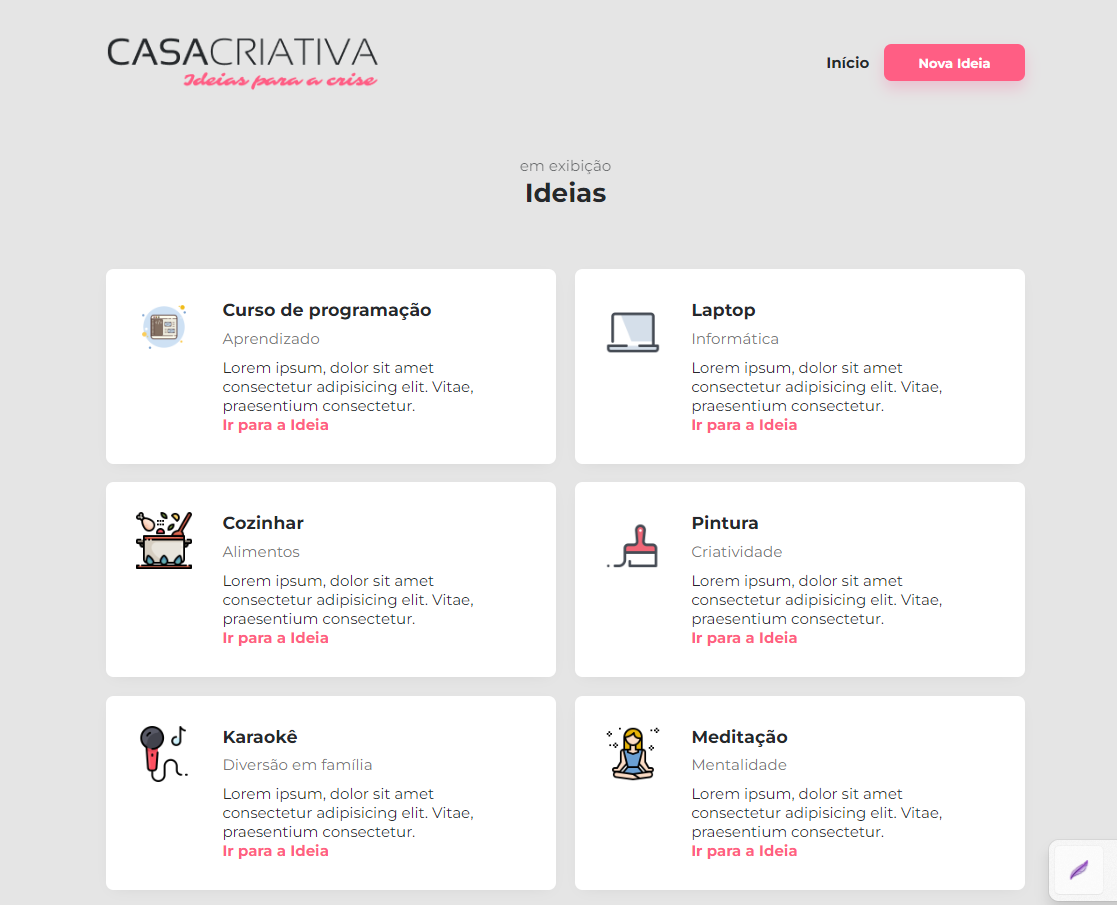 CASACRIATIVA
Ideias para a crise
Início
Nova Ideia
em exibição
Ideias
Curso de programação
Aprendizado
Lorem ipsum, dolor sit amet
consectetur adipisicing elit. Vitae,
praesentium consectetur.
Ir para a Ideia
Laptop
Informática
Lorem ipsum, dolor sit amet
consectetur adipisicing elit. Vitae,
praesentium consectetur.
Ir para a Ideia
Cozinhar
Alimentos
Lorem ipsum, dolor sit amet
consectetur adipisicing elit. Vitae,
praesentium consectetur.
Ir para a Ideia
Pintura
Criatividade
Lorem ipsum, dolor sit amet
consectetur adipisicing elit. Vitae,
praesentium consectetur.
Ir para a Ideia
Karaokê
Diversão em família
Lorem ipsum, dolor sit amet
consectetur adipisicing elit. Vitae,
praesentium consectetur.
Ir para a Ideia
Meditação
Mentalidade
Lorem ipsum, dolor sit amet
consectetur adipisicing elit. Vitae,
praesentium consectetur.
Ir para a Ideia